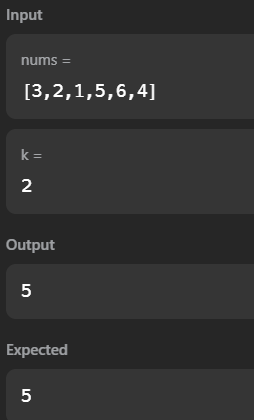 Input
nums =
[3,2,1,5,6,4]
k =
2
Output
5
Expected
5